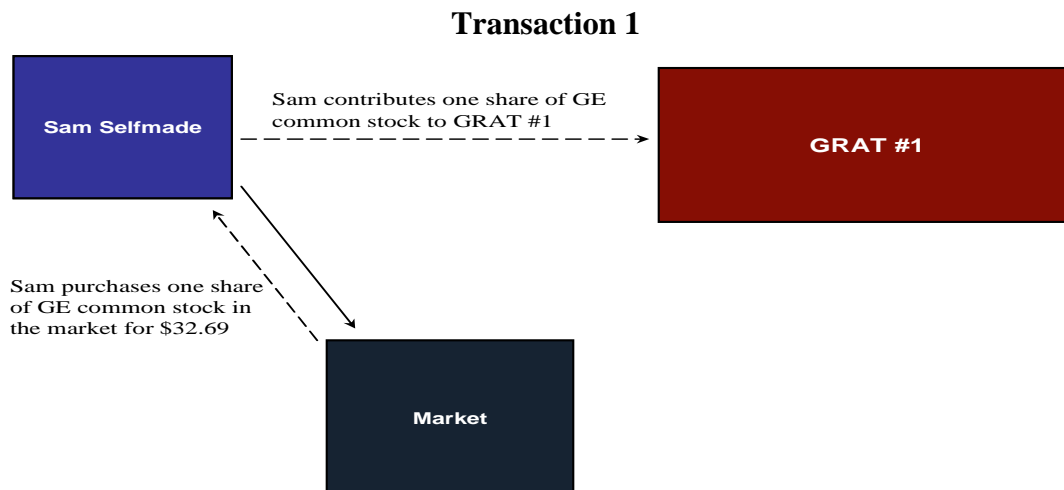 Transaction 1
Sam Selfmade
Sam contributes one share of GE
common stock to GRAT #1
GRAT #1
Sam purchases one share
of GE common stock in
the market for $32.69
Market